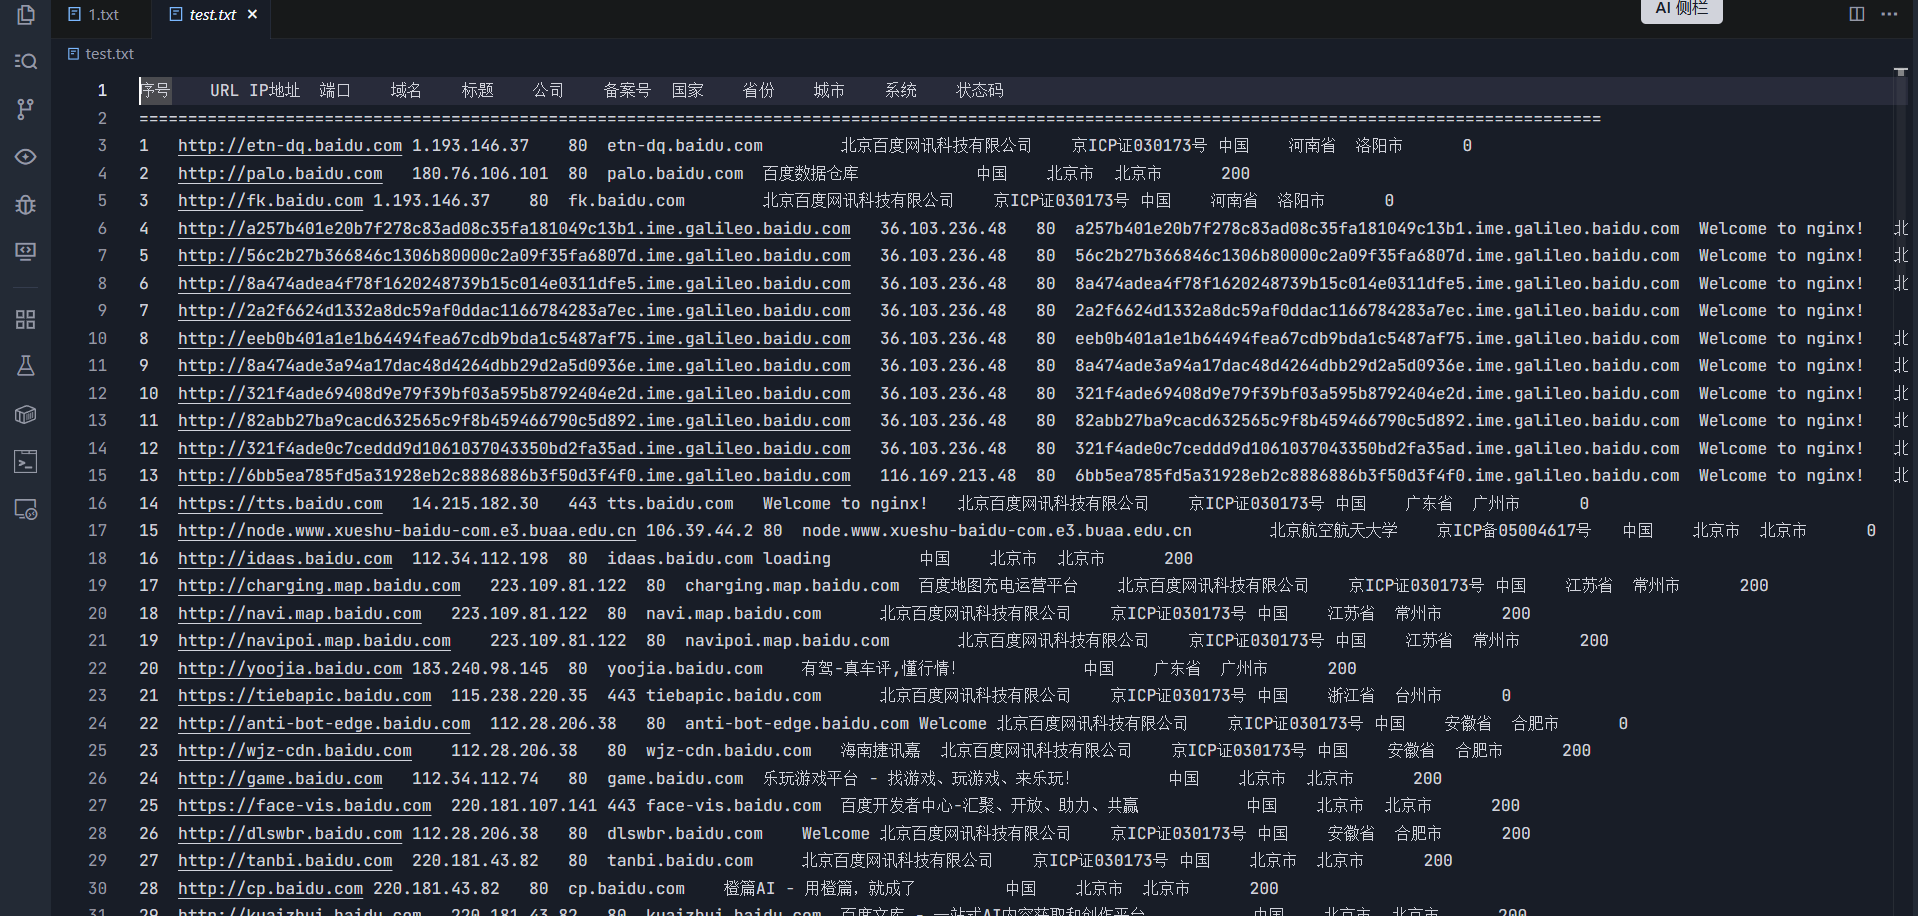 1.txt test.txt × AI 侧栏
test.txt
1 序号 URL IP地址 端口 域名 标题 公司 备案号 国家 省份 城市 系统 状态码
2 ======================================================================================================================================================
3 1 http://etn-dq.baidu.com 1.193.146.37 80 etn-dq.baidu.com 北京百度网讯科技有限公司 京ICP证030173号 中国 河南省 洛阳市 0
4 2 http://palo.baidu.com 180.76.106.101 80 palo.baidu.com 百度数据仓库 中国 北京市 北京市 200
5 3 http://fk.baidu.com 1.193.146.37 80 fk.baidu.com 北京百度网讯科技有限公司 京ICP证030173号 中国 河南省 洛阳市 0
6 4 http://a257b401e20b7f278c83ad08c35fa181049c13b1.ime.galileo.baidu.com 36.103.236.48 80 a257b401e20b7f278c83ad08c35fa181049c13b1.ime.galileo.baidu.com Welcome to nginx! 北
7 5 http://56c2b27b366846c1306b80000c2a09f35fa6807d.ime.galileo.baidu.com 36.103.236.48 80 56c2b27b366846c1306b80000c2a09f35fa6807d.ime.galileo.baidu.com Welcome to nginx! 北
8 6 http://8a474adea4f78f1620248739b15c014e0311dfe5.ime.galileo.baidu.com 36.103.236.48 80 8a474adea4f78f1620248739b15c014e0311dfe5.ime.galileo.baidu.com Welcome to nginx! 北
9 7 http://2a2f6624d1332a8dc59af0ddac1166784283a7ec.ime.galileo.baidu.com 36.103.236.48 80 2a2f6624d1332a8dc59af0ddac1166784283a7ec.ime.galileo.baidu.com Welcome to nginx!
10 8 http://eeb0b401a1e1b64494fea67cdb9bda1c5487af75.ime.galileo.baidu.com 36.103.236.48 80 eeb0b401a1e1b64494fea67cdb9bda1c5487af75.ime.galileo.baidu.com Welcome to nginx! 北
11 9 http://8a474ade3a94a17dac48d4264dbb29d2a5d0936e.ime.galileo.baidu.com 36.103.236.48 80 8a474ade3a94a17dac48d4264dbb29d2a5d0936e.ime.galileo.baidu.com Welcome to nginx! 北
12 10 http://321f4ade69408d9e79f39bf03a595b8792404e2d.ime.galileo.baidu.com 36.103.236.48 80 321f4ade69408d9e79f39bf03a595b8792404e2d.ime.galileo.baidu.com Welcome to nginx! 北
13 11 http://82abb27ba9cacd632565c9f8b459466790c5d892.ime.galileo.baidu.com 36.103.236.48 80 82abb27ba9cacd632565c9f8b459466790c5d892.ime.galileo.baidu.com Welcome to nginx! 北
14 12 http://321f4ade0c7ceddd9d1061037043350bd2fa35ad.ime.galileo.baidu.com 36.103.236.48 80 321f4ade0c7ceddd9d1061037043350bd2fa35ad.ime.galileo.baidu.com Welcome to nginx! 北
15 13 http://6bb5ea785fd5a31928eb2c8886886b3f50d3f4f0.ime.galileo.baidu.com 116.169.213.48 80 6bb5ea785fd5a31928eb2c8886886b3f50d3f4f0.ime.galileo.baidu.com Welcome to nginx! 北
16 14 https://tts.baidu.com 14.215.182.30 443 tts.baidu.com Welcome to nginx! 北京百度网讯科技有限公司 京ICP证030173号 中国 广东省 广州市 0
17 15 http://node.www.xueshu-baidu-com.e3.buaa.edu.cn 106.39.44.2 80 node.www.xueshu-baidu-com.e3.buaa.edu.cn 北京航空航天大学 京ICP备05004617号 中国 北京市 北京市 0
18 16 http://idaas.baidu.com 112.34.112.198 80 idaas.baidu.com loading 中国 北京市 北京市 200
19 17 http://charging.map.baidu.com 223.109.81.122 80 charging.map.baidu.com 百度地图充电运营平台 北京百度网讯科技有限公司 京ICP证030173号 中国 江苏省 常州市 200
20 18 http://navi.map.baidu.com 223.109.81.122 80 navi.map.baidu.com 北京百度网讯科技有限公司 京ICP证030173号 中国 江苏省 常州市 200
21 19 http://navipoi.map.baidu.com 223.109.81.122 80 navipoi.map.baidu.com 北京百度网讯科技有限公司 京ICP证030173号 中国 江苏省 常州市 200
22 20 http://yoojia.baidu.com 183.240.98.145 80 yoojia.baidu.com 有驾-真车评,懂行情! 中国 广东省 广州市 200
23 21 https://tiebapic.baidu.com 115.238.220.35 443 tiebapic.baidu.com 北京百度网讯科技有限公司 京ICP证030173号 中国 浙江省 台州市 0
24 22 http://anti-bot-edge.baidu.com 112.28.206.38 80 anti-bot-edge.baidu.com Welcome 北京百度网讯科技有限公司 京ICP证030173号 中国 安徽省 合肥市 0
25 23 http://wjz-cdn.baidu.com 112.28.206.38 80 wjz-cdn.baidu.com 海南捷讯嘉 北京百度网讯科技有限公司 京ICP证030173号 中国 安徽省 合肥市 200
26 24 http://game.baidu.com 112.34.112.74 80 game.baidu.com 乐玩游戏平台 - 找游戏、玩游戏、来乐玩! 中国 北京市 北京市 200
27 25 https://face-vis.baidu.com 220.181.107.141 443 face-vis.baidu.com 百度开发者中心-汇聚、开放、助力、共赢 中国 北京市 北京市 200
28 26 http://dlswbr.baidu.com 112.28.206.38 80 dlswbr.baidu.com Welcome 北京百度网讯科技有限公司 京ICP证030173号 中国 安徽省 合肥市 200
29 27 http://tanbi.baidu.com 220.181.43.82 80 tanbi.baidu.com 北京百度网讯科技有限公司 京ICP证030173号 中国 北京市 北京市 200
30 28 http://cp.baidu.com 220.181.43.82 80 cp.baidu.com 橙篇AI - 用橙篇，就成了 中国 北京市 北京市 200
31 29 http://kuaizhui.baidu.com 220.181.43.82 80 kuaizhui.baidu.com 百度文库 - 一站式AI内容获取和创作平台 中国 北京市 北京市 200